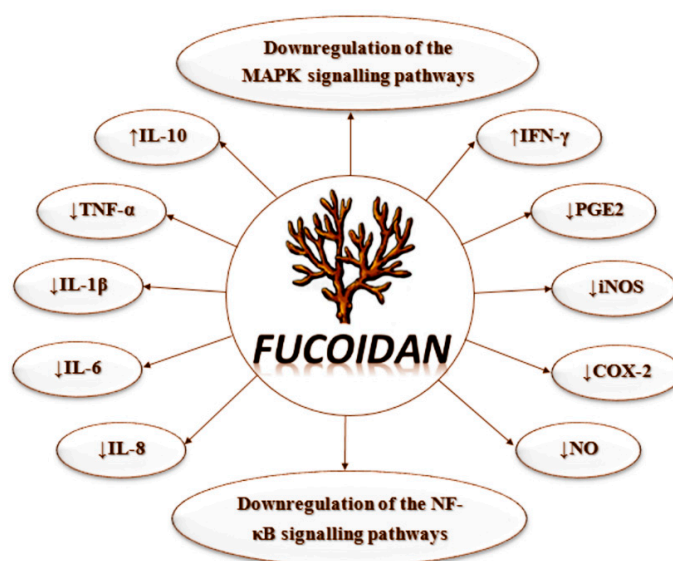 Downregulation of the
MAPK signalling pathways
↑IL-10
↑IFN-γ
↓TNF-α
↓PGE2
↓IL-1β
↓iNOS
FUCOIDAN
↓IL-6
↓COX-2
↓IL-8
↓NO
Downregulation of the NF-
κB signalling pathways